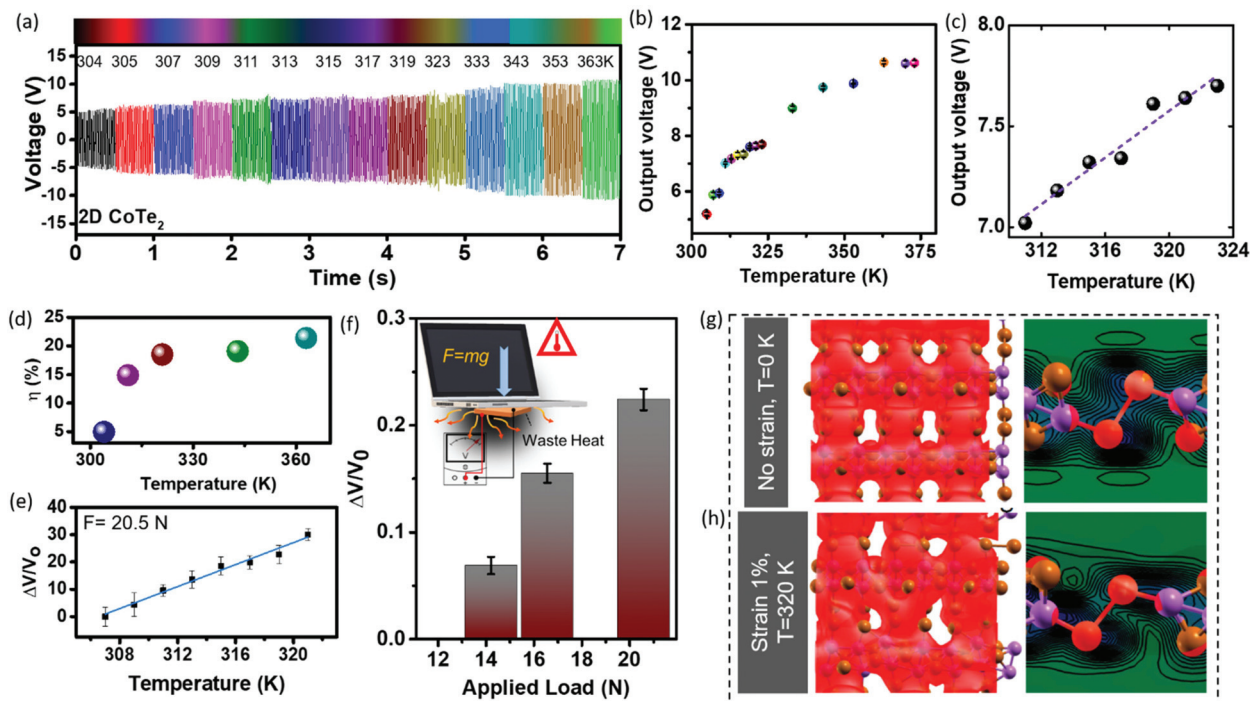 (a)
304 305 307 309 311 313 315 317 319 323 333 343 353 363K
15
10
5
0
-5
-10
-15
Voltage (V)
2D CoTe2
0 1 2 3 4 5 6 7
Time (s)
(b)
12
10
8
6
Output voltage (V)
300 325 350 375
Temperature (K)
(c)
8.0
7.5
7.0
Output voltage (V)
312 316 320 324
Temperature (K)
(d)
25
20
15
10
5
η (%)
300 330 360
Temperature (K)
(e)
F= 20.5 N
40
30
20
10
0
ΔV/Vo
308 312 316 320
Temperature (K)
(f)
0.3
0.2
0.1
0.0
ΔV/V0
F=mg
Waste Heat
V
12 14 16 18 20
Applied Load (N)
(g)
No strain, T=0 K
(h)
Strain 1%,
T=320 K